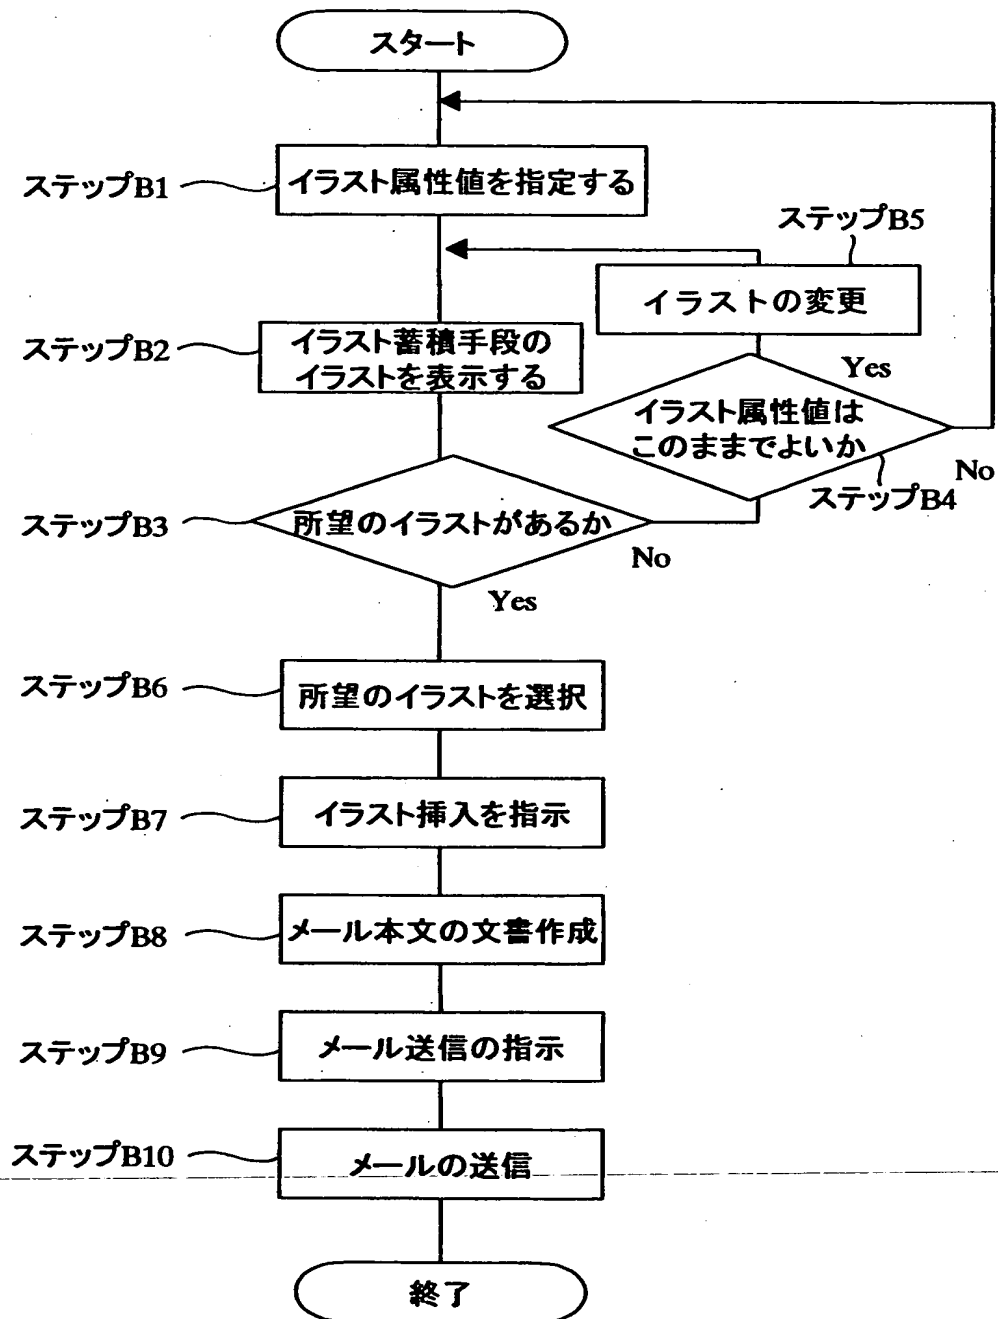 スタート
ステップB1
イラスト属性値を指定する
ステップB5
イラストの変更
ステップB2
イラスト蓄積手段の
イラストを表示する
Yes
イラスト属性値は
このままでよいか
No
ステップB4
ステップB3
所望のイラストがあるか
No
Yes
ステップB6
所望のイラストを選択
ステップB7
イラスト挿入を指示
ステップB8
メール本文の文書作成
ステップB9
メール送信の指示
ステップB10
メールの送信
終了